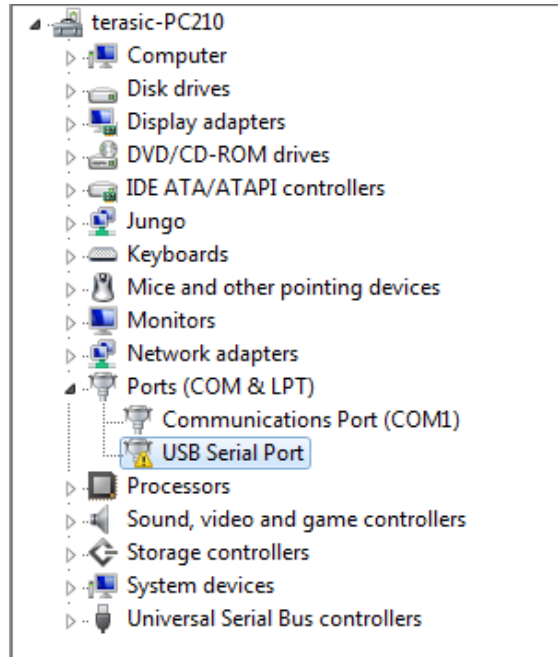 terasic-PC210
Computer
Disk drives
Display adapters
DVD/CD-ROM drives
IDE ATA/ATAPI controllers
Jungo
Keyboards
Mice and other pointing devices
Monitors
Network adapters
Ports (COM & LPT)
Communications Port (COM1)
USB Serial Port
Processors
Sound, video and game controllers
Storage controllers
System devices
Universal Serial Bus controllers